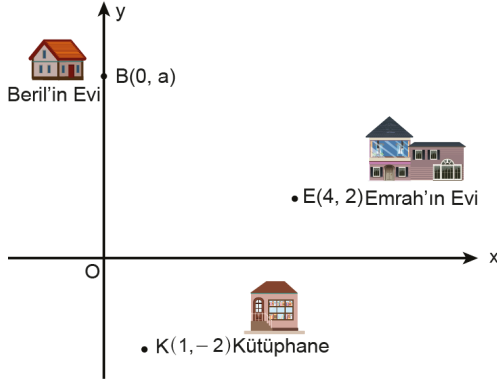 y
B(0, a)
Beril'in Evi
E(4, 2) Emrah'ın Evi
x
O
K(1,−2) Kütüphane